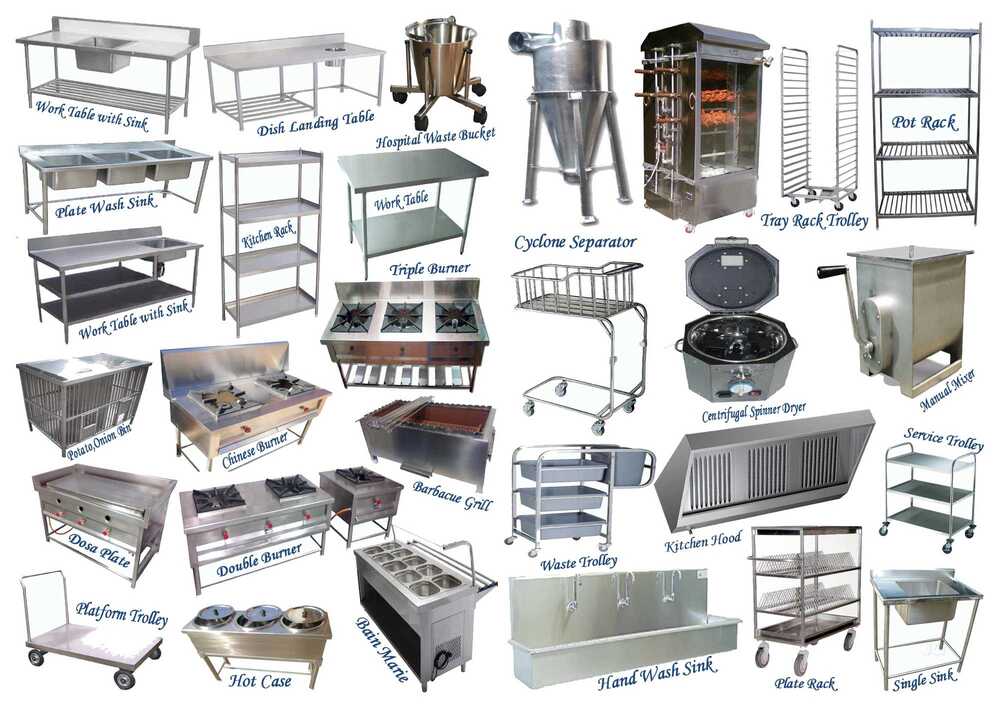 Work Table with Sink
Dish Landing Table
Hospital Waste Bucket
Plate Wash Sink
Kitchen Rack
Work Table
Work Table with Sink
Triple Burner
Potato,Onion Bin
Chinese Burner
Barbacue Grill
Dosa Plate
Double Burner
Platform Trolley
Hot Case
Bain Marie
Cyclone Separator
Tray Rack Trolley
Pot Rack
Centrifugal Spinner Dryer
Manual Mixer
Waste Trolley
Kitchen Hood
Service Trolley
Hand Wash Sink
Plate Rack
Single Sink